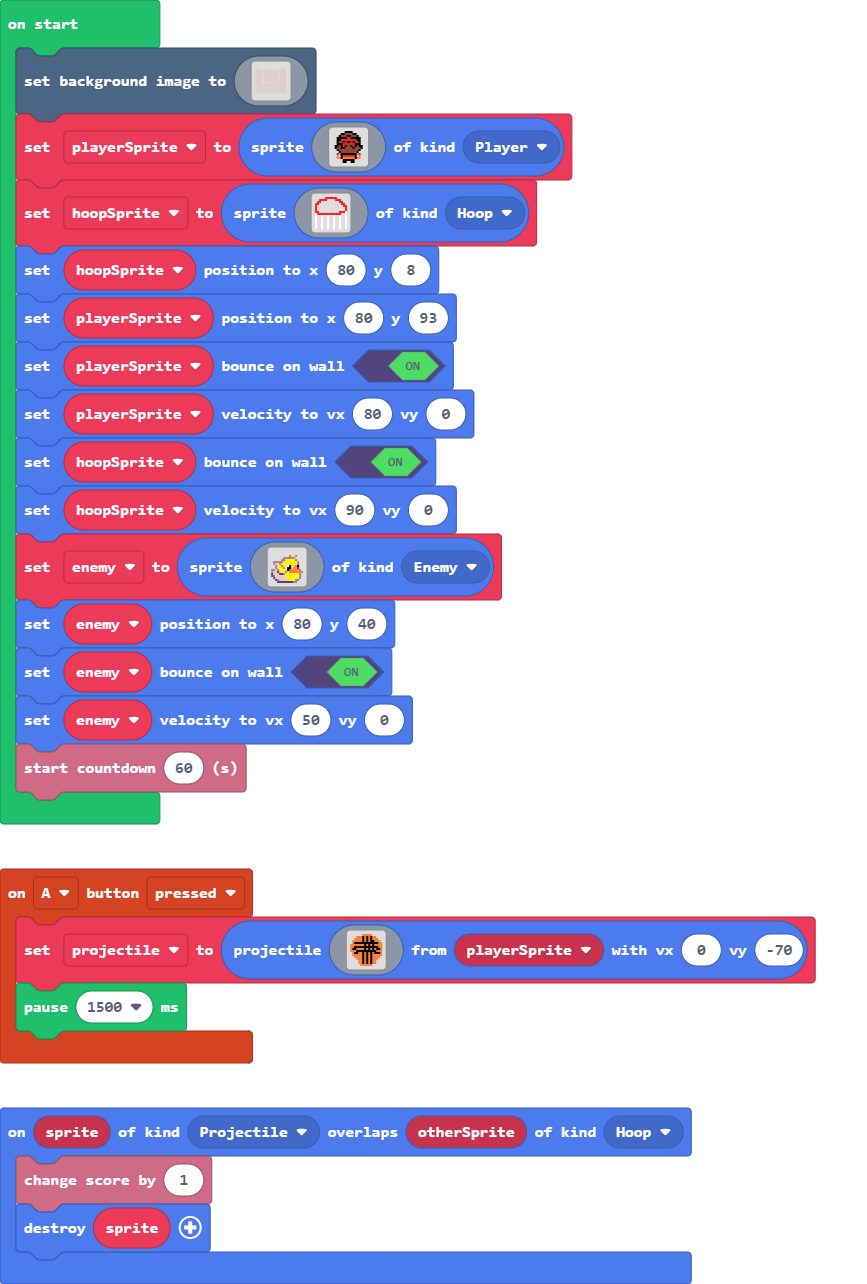 on start
set background image to
set playerSprite to sprite of kind Player
set hoopSprite to sprite of kind Hoop
set hoopSprite position to x 80 y 8
set playerSprite position to x 80 y 93
set playerSprite bounce on wall ON
set playerSprite velocity to vx 80 vy 0
set hoopSprite bounce on wall ON
set hoopSprite velocity to vx 90 vy 0
set enemy to sprite of kind Enemy
set enemy position to x 80 y 40
set enemy bounce on wall ON
set enemy velocity to vx 50 vy 0
start countdown 60 (s)
on A button pressed
set projectile to projectile from playerSprite with vx 0 vy -70
pause 1500 ms
on sprite of kind Projectile overlaps otherSprite of kind Hoop
change score by 1
destroy sprite